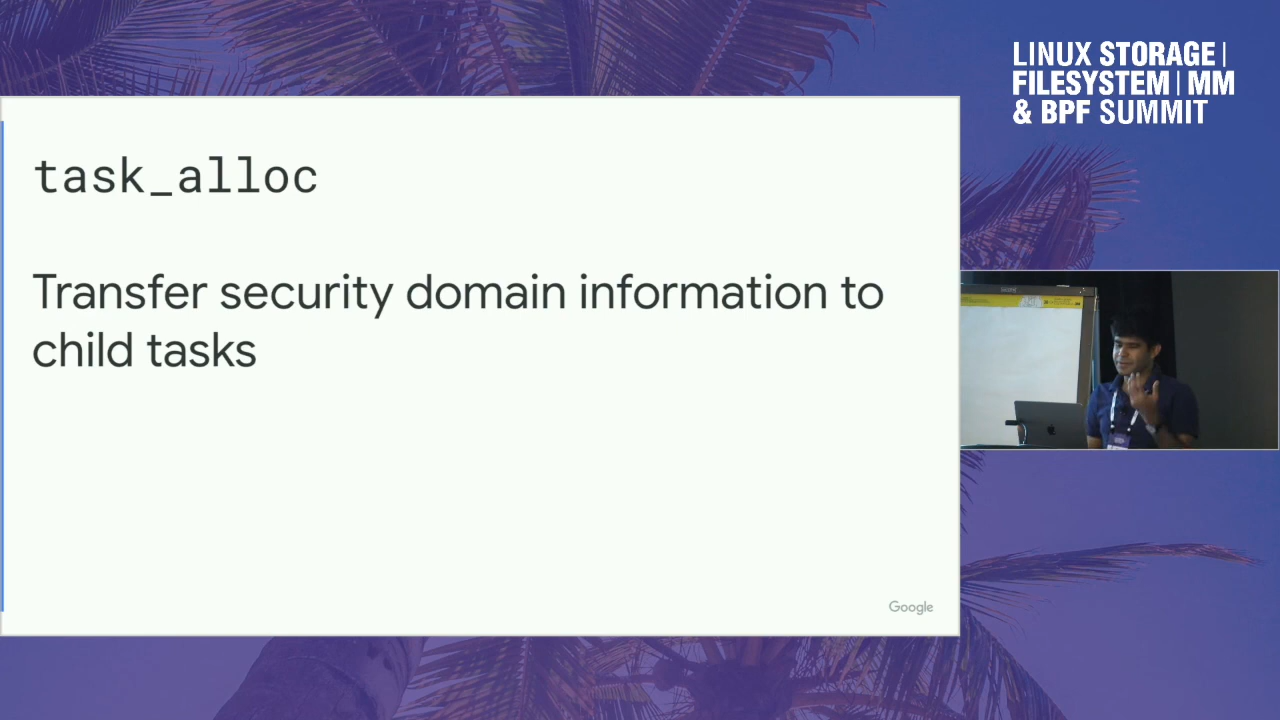 LINUX STORAGE |
FILESYSTEM | MM
& BPF SUMMIT
task_alloc
Transfer security domain information to
child tasks
Google